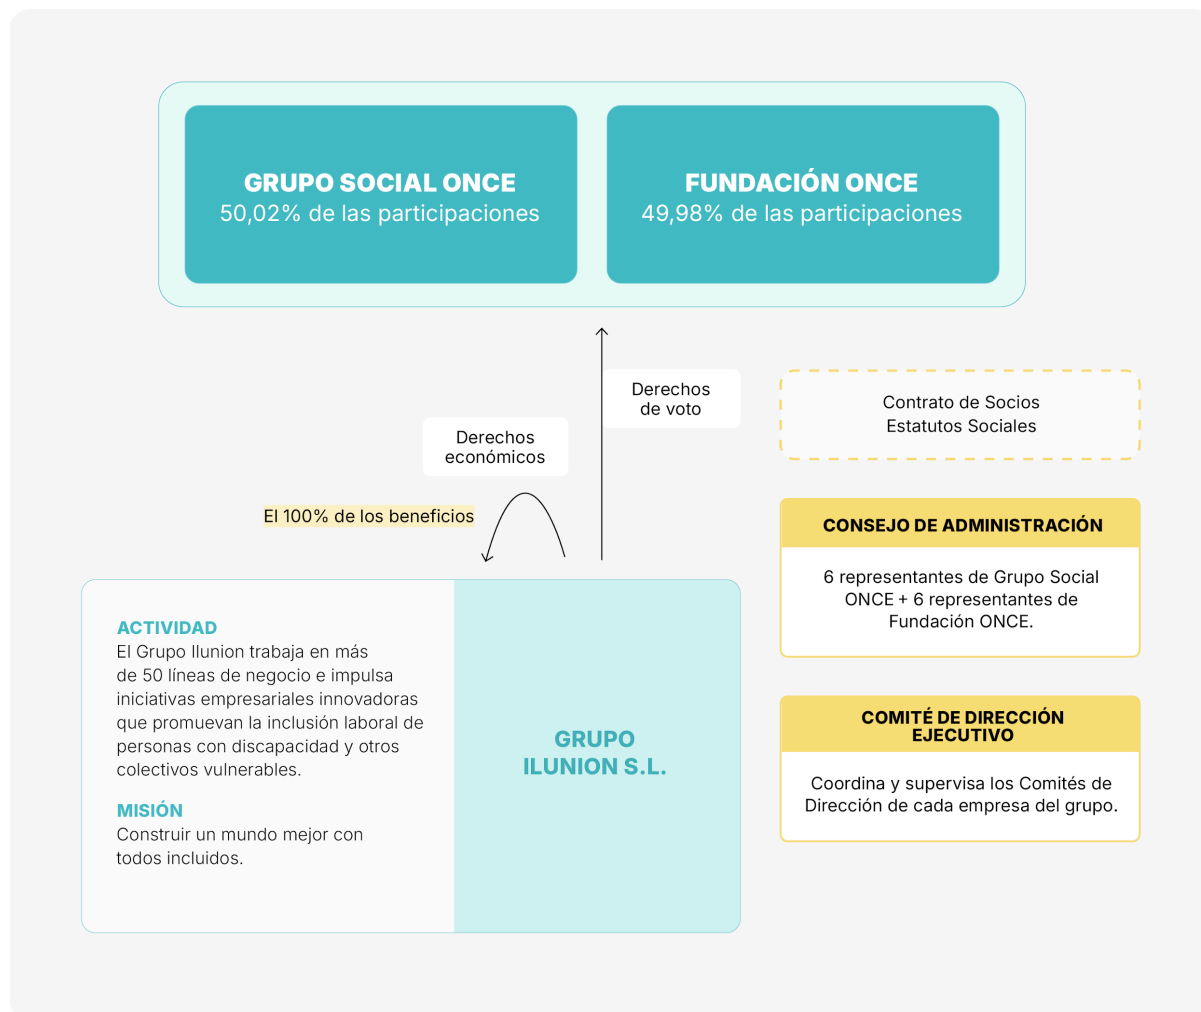 GRUPO SOCIAL ONCE
50,02% de las participaciones
FUNDACIÓN ONCE
49,98% de las participaciones
Derechos
de voto
Derechos
económicos
El 100% de los beneficios
Contrato de Socios
Estatutos Sociales
CONSEJO DE ADMINISTRACIÓN
6 representantes de Grupo Social
ONCE + 6 representantes de
Fundación ONCE.
COMITÉ DE DIRECCIÓN
EJECUTIVO
Coordina y supervisa los Comités de
Dirección de cada empresa del grupo.
ACTIVIDAD
El Grupo Ilunion trabaja en más
de 50 líneas de negocio e impulsa
iniciativas empresariales innovadoras
que promuevan la inclusión laboral de
personas con discapacidad y otros
colectivos vulnerables.
MISIÓN
Construir un mundo mejor con
todos incluidos.
GRUPO
ILUNION S.L.